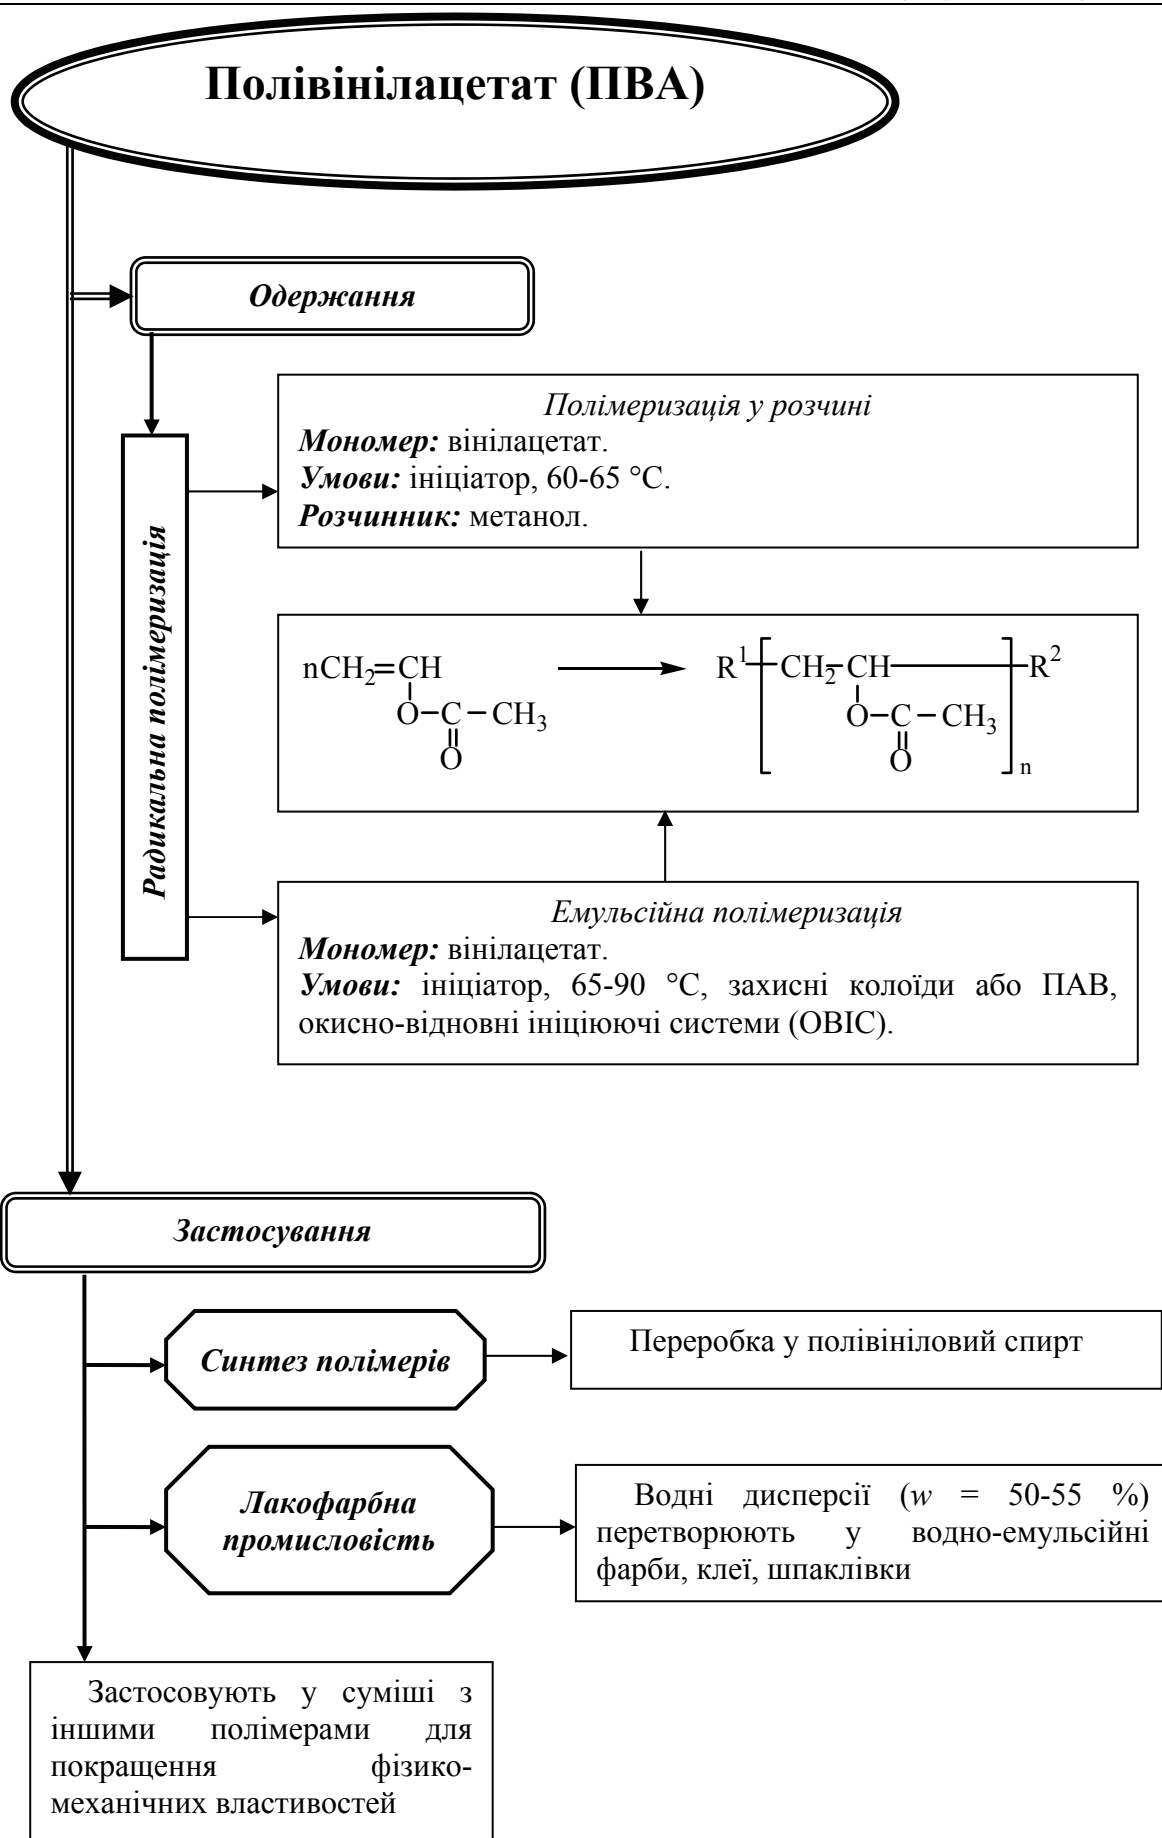 Полівінілацетат (ПВА)
Одержання
Радикальна полімеризація
Полімеризація у розчині
Мономер: вінілацетат.
Умови: ініціатор, 60-65 °С.
Розчинник: метанол.
nCH2=CH
O–C–CH3
O
R1 CH2–CH R2
O–C–CH3
O
n
Емульсійна полімеризація
Мономер: вінілацетат.
Умови: ініціатор, 65-90 °С, захисні колоїди або ПАВ,
окисно-відновні ініціюючі системи (ОВІС).
Застосування
Синтез полімерів
Переробка у полівініловий спирт
Лакофарбна
промисловість
Водні дисперсії (w = 50-55 %)
перетворюють у водно-емульсійні
фарби, клеї, шпаклівки
Застосовують у суміші з
іншими полімерами для
покращення фізико-
механічних властивостей